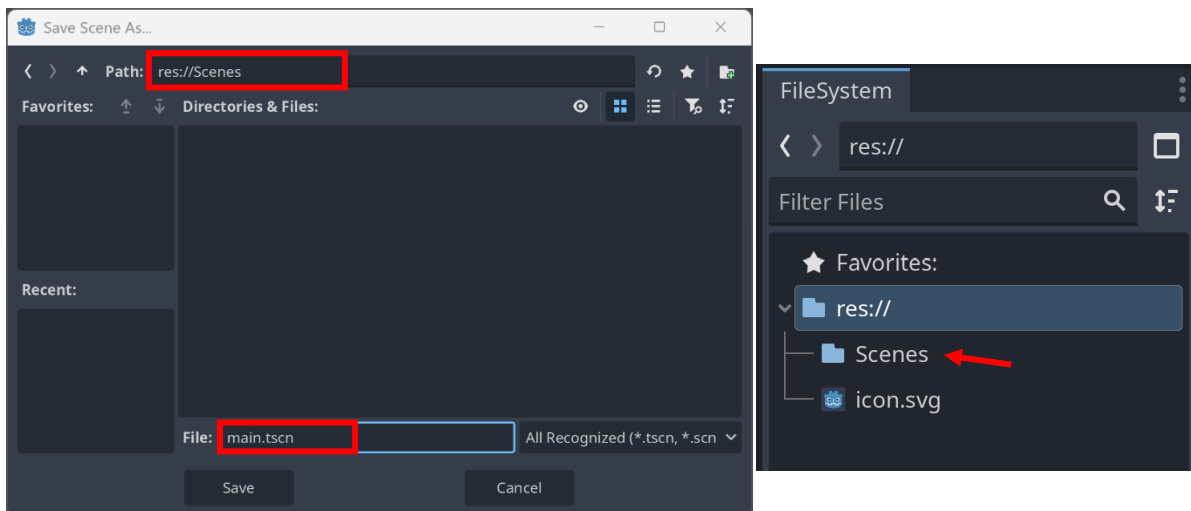 Save Scene As...
Path: res://Scenes
Favorites: Directories & Files:
Recent:
File: main.tscn All Recognized (*.tscn, *.scn
Save Cancel
FileSystem
res://
Filter Files
Favorites:
res://
Scenes
icon.svg